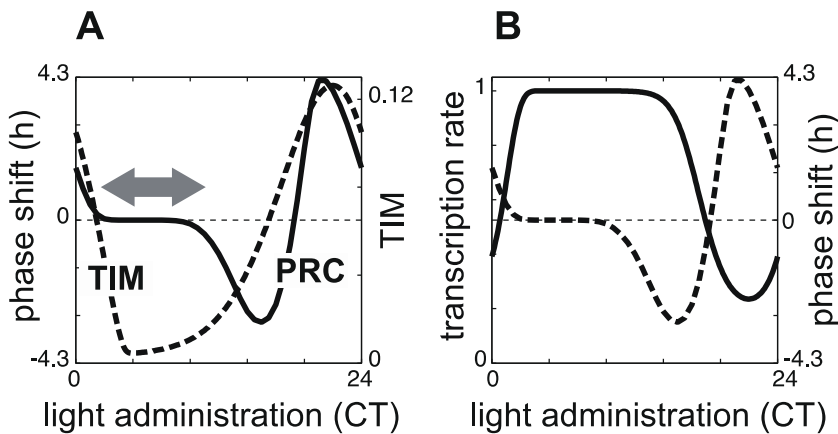 A
4.3
phase shift (h)
0
-4.3
TIM
PRC
0.12
TIM
0
0
24
light administration (CT)
B
1
transcription rate
0
4.3
phase shift (h)
0
-4.3
0
24
light administration (CT)